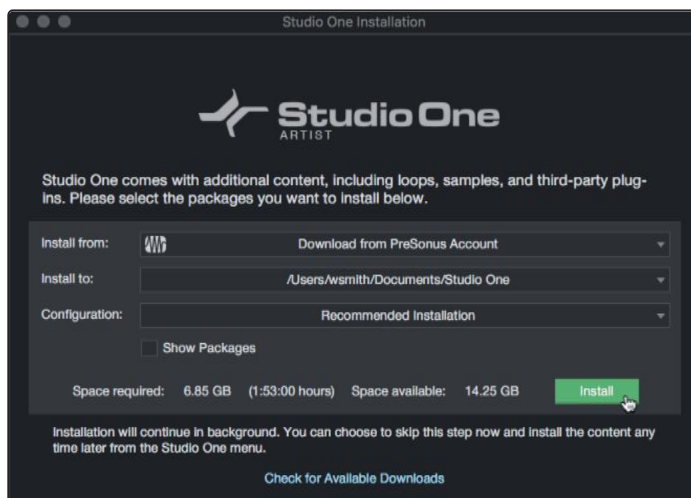 Studio One Installation
Studio One
ARTIST
Studio One comes with additional content, including loops, samples, and third-party plug-
ins. Please select the packages you want to install below.
Install from: Download from PreSonus Account
Install to: /Users/wsmith/Documents/Studio One
Configuration: Recommended Installation
Show Packages
Space required: 6.85 GB (1:53:00 hours) Space available: 14.25 GB Install
Installation will continue in background. You can choose to skip this step now and install the content any
time later from the Studio One menu.
Check for Available Downloads